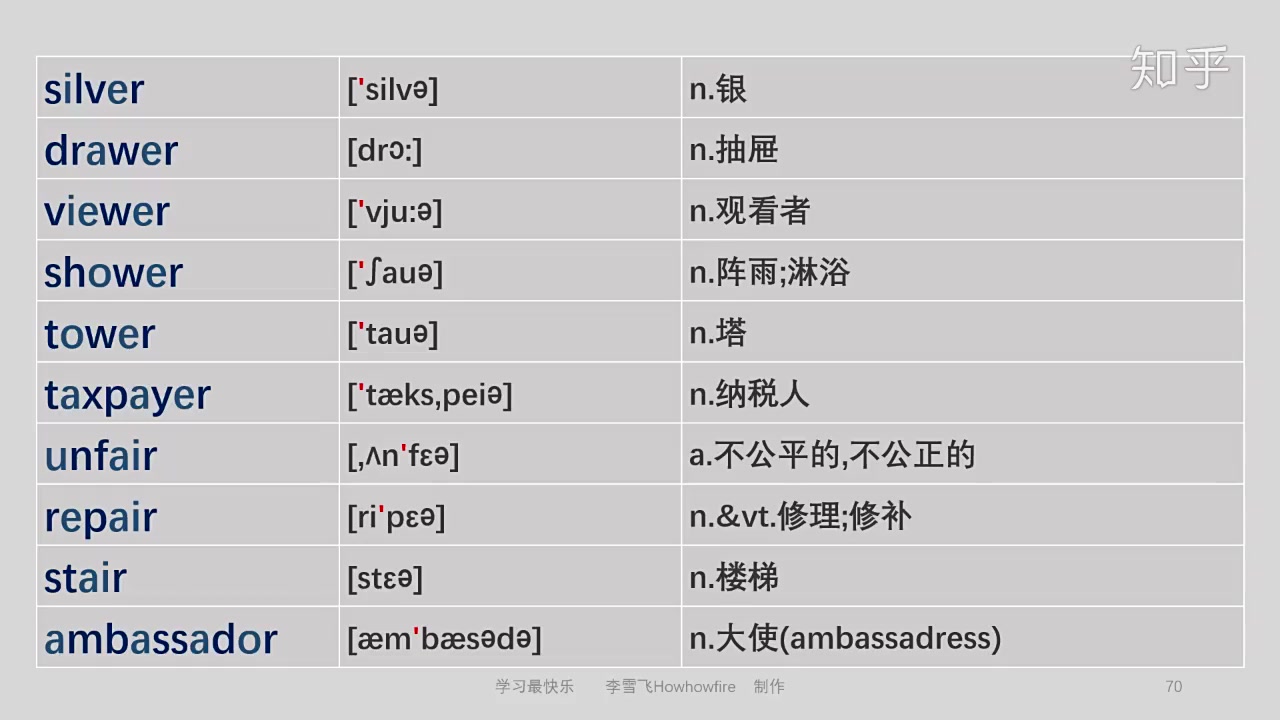 知乎
silver ['silvə] n.银
drawer [drɔ:] n.抽屉
viewer ['vju:ə] n.观看者
shower ['ʃauə] n.阵雨;淋浴
tower ['tauə] n.塔
taxpayer ['tæks,peiə] n.纳税人
unfair [,ʌn'fɛə] a.不公平的,不公正的
repair [ri'pɛə] n.&vt.修理;修补
stair [stɛə] n.楼梯
ambassador [æm'bæsədə] n.大使(ambassadress)
学习最快乐 李雪飞Howhowfire 制作 70